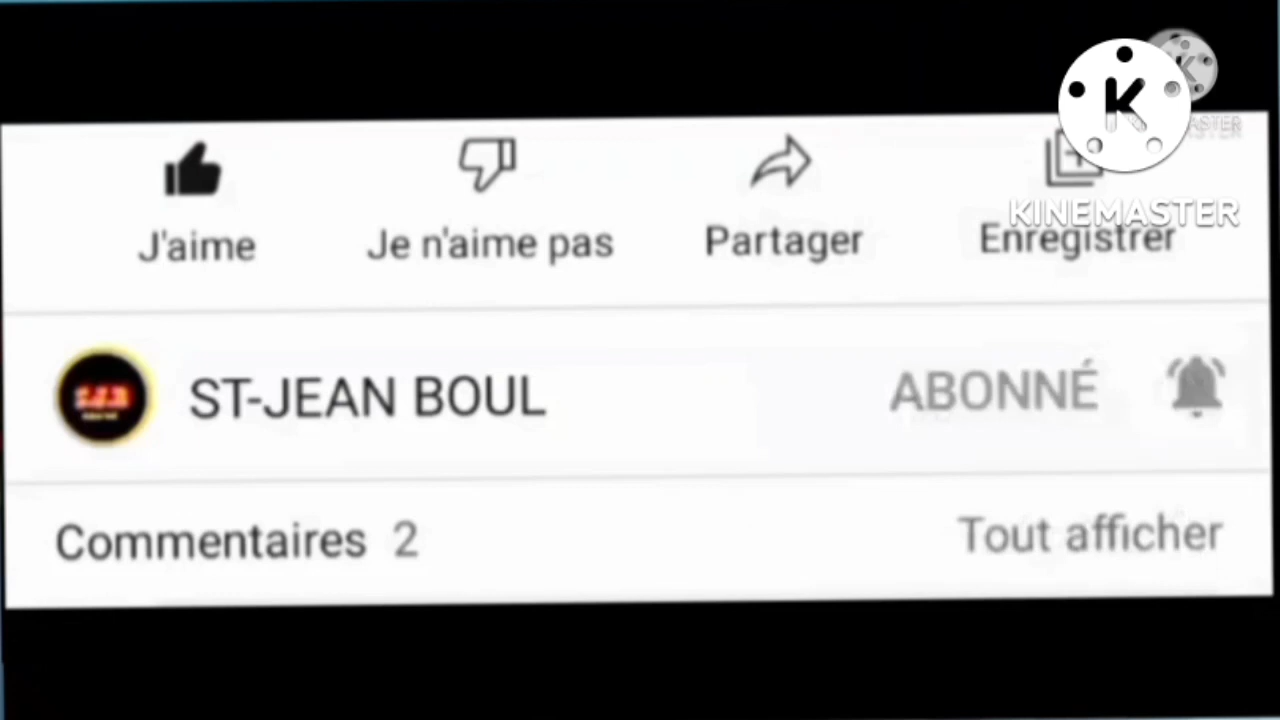 KINEMASTER
J'aime
Je n'aime pas
Partager
Enregistrer
ST-JEAN BOUL
ABONNÉ
Commentaires 2
Tout afficher